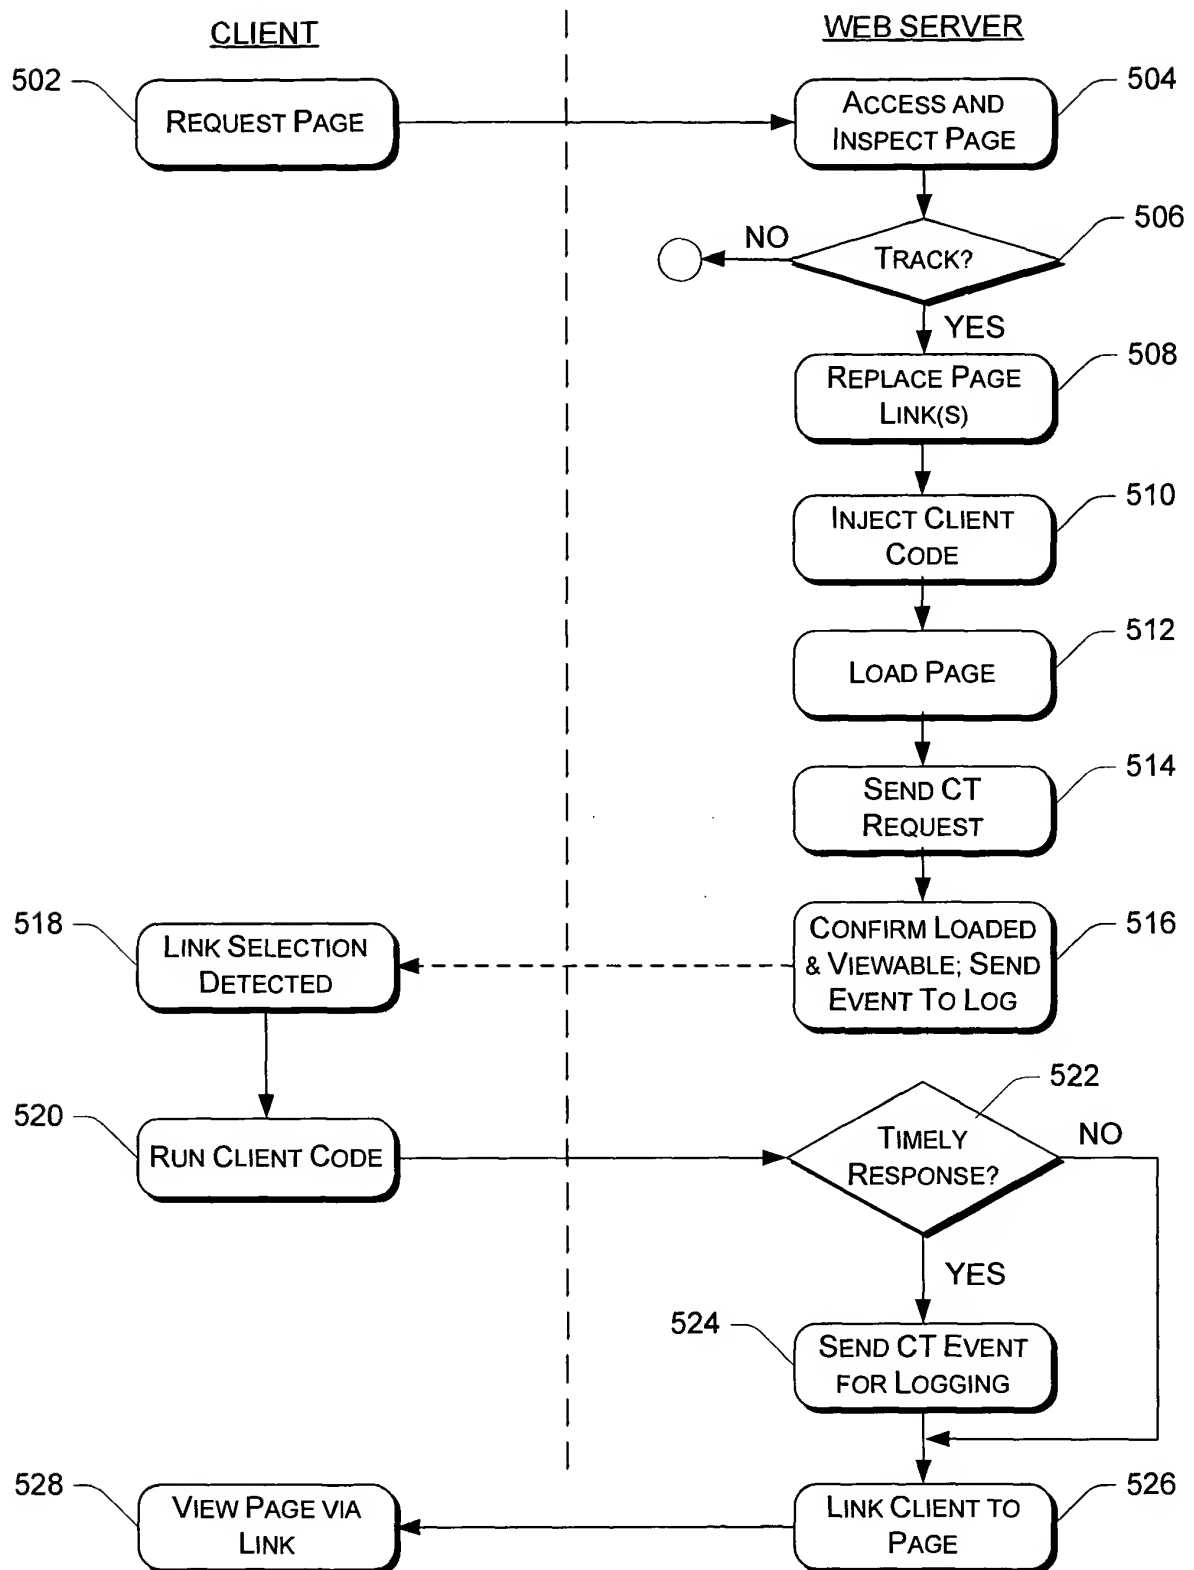 CLIENT
WEB SERVER
502
REQUEST PAGE
ACCESS AND
INSPECT PAGE
504
506
NO
TRACK?
YES
REPLACE PAGE
LINK(S)
508
INJECT CLIENT
CODE
510
LOAD PAGE
512
SEND CT
REQUEST
514
518
LINK SELECTION
DETECTED
CONFIRM LOADED
& VIEWABLE; SEND
EVENT TO LOG
516
520
RUN CLIENT CODE
522
TIMELY
RESPONSE?
NO
YES
524
SEND CT EVENT
FOR LOGGING
528
VIEW PAGE VIA
LINK
LINK CLIENT TO
PAGE
526